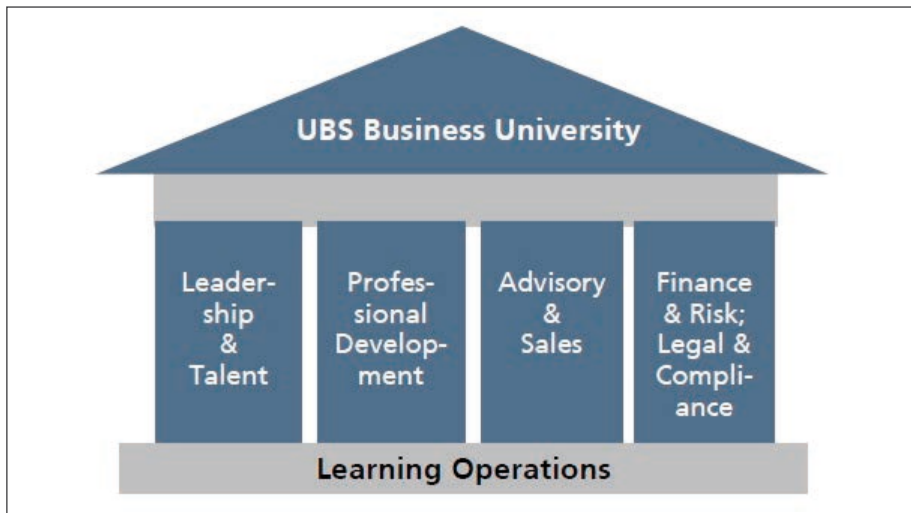 UBS Business University
Leader-
ship
&
Talent
Profes-
sional
Develop-
ment
Advisory
&
Sales
Finance
& Risk;
Legal &
Compli-
ance
Learning Operations